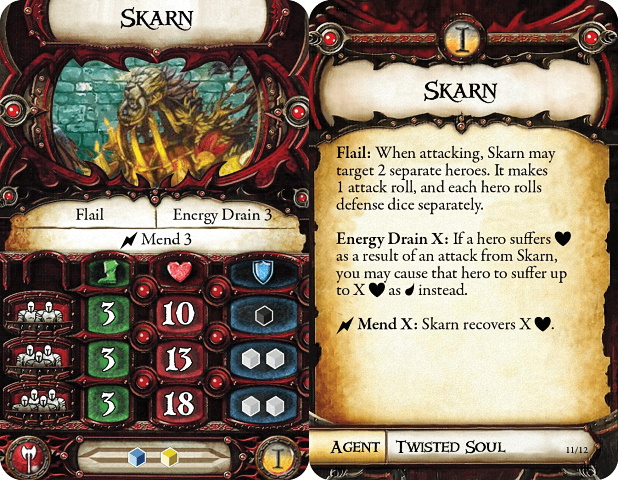 SKARN
Flail
Energy Drain 3
Mend 3
3 10
3 13
3 18
I
I
SKARN
Flail: When attacking, Skarn may
target 2 separate heroes. It makes
1 attack roll, and each hero rolls
defense dice separately.
Energy Drain X: If a hero suffers
as a result of an attack from Skarn,
you may cause that hero to suffer up
to X as instead.
Mend X: Skarn recovers X .
AGENT TWISTED SOUL 11/12